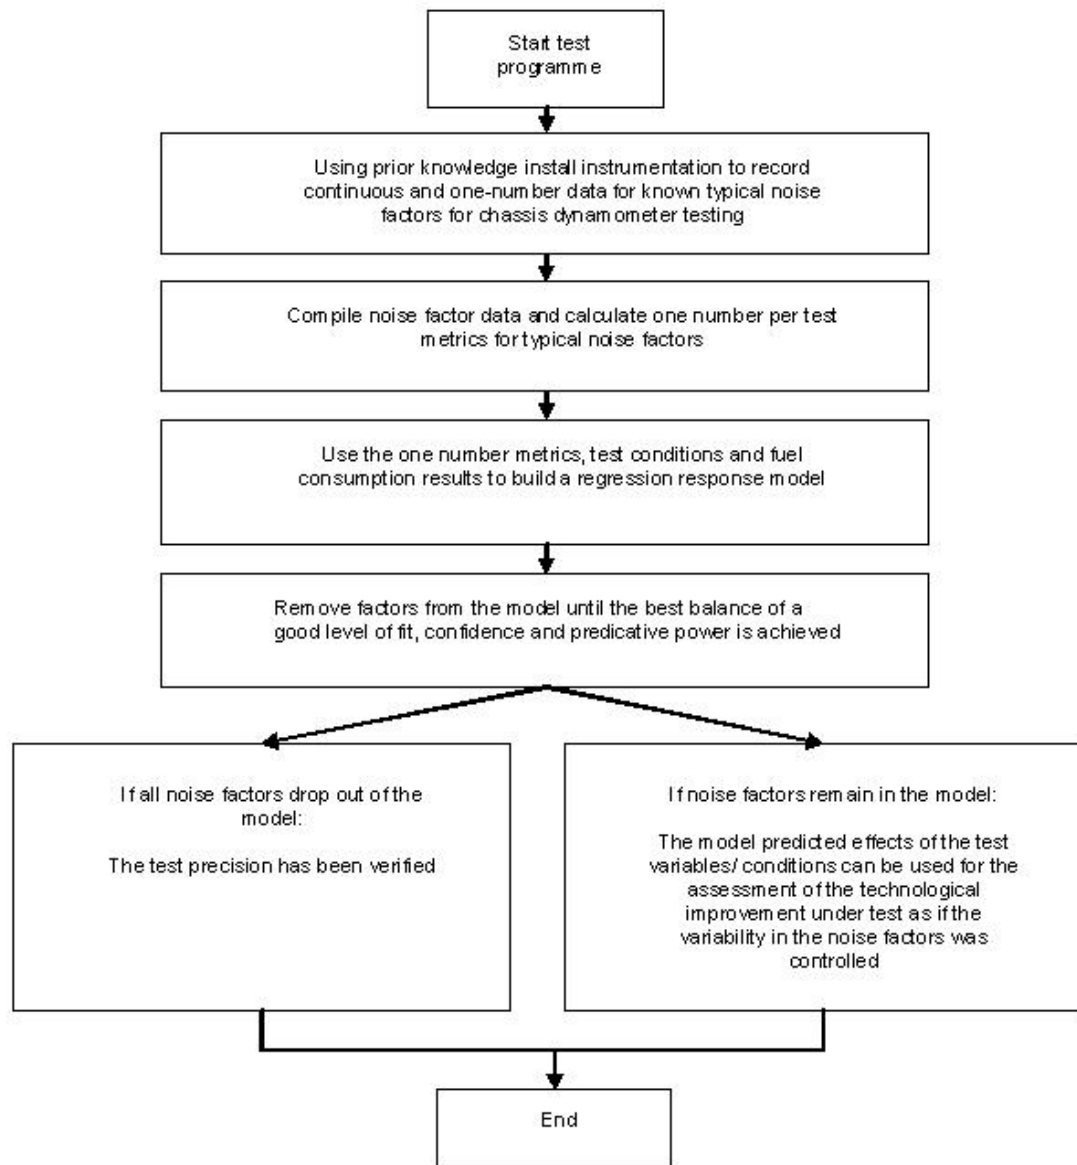 Start test
programme
Using prior knowledge install instrumentation to record
continuous and one-number data for known typical noise
factors for chassis dynamometer testing
Compile noise factor data and calculate one number per test
metrics for typical noise factors
Use the one number metrics, test conditions and fuel
consumption results to build a regression response model
Remove factors from the model until the best balance of a
good level of fit, confidence and predicative power is achieved
If all noise factors drop out of the
model:
The test precision has been verified
If noise factors remain in the model:
The model predicted effects of the test
variables/ conditions can be used for the
assessment of the technological
improvement under test as if the
variability in the noise factors was
controlled
End